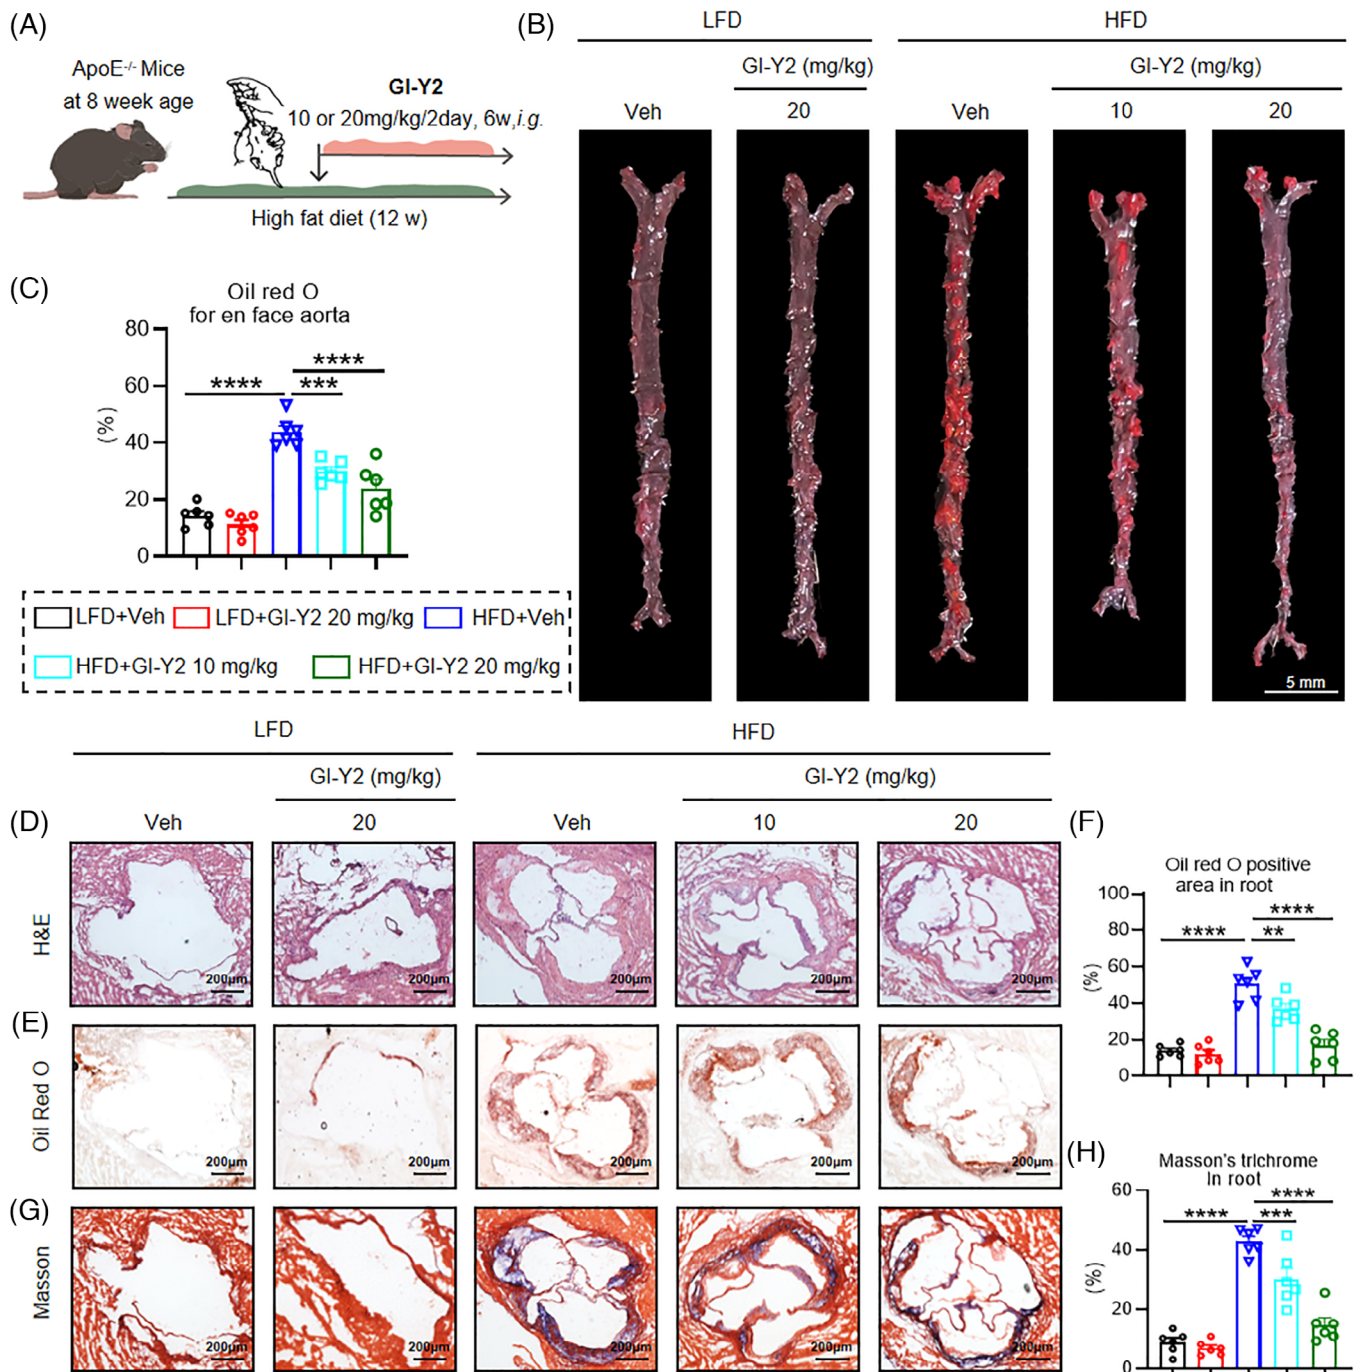 (A)
ApoE-/- Mice
at 8 week age
GI-Y2
10 or 20mg/kg/2day, 6w,i.g.
High fat diet (12 w)
(B)
LFD
HFD
GI-Y2 (mg/kg)
GI-Y2 (mg/kg)
Veh
20
Veh
10
20
5 mm
(C)
Oil red O
for en face aorta
(%)
80
60
40
20
0
****
***
****
LFD+Veh
LFD+GI-Y2 20 mg/kg
HFD+Veh
HFD+GI-Y2 10 mg/kg
HFD+GI-Y2 20 mg/kg
LFD
HFD
GI-Y2 (mg/kg)
GI-Y2 (mg/kg)
Veh
20
Veh
10
20
(D)
H&E
200μm
200μm
200μm
200μm
200μm
(E)
Oil Red O
200μm
200μm
200μm
200μm
200μm
(F)
Oil red O positive
area in root
(%)
100
80
60
40
20
0
****
**
****
(G)
Masson
200μm
200μm
200μm
200μm
200μm
(H)
Masson's trichrome
In root
(%)
60
40
20
0
****
***
****